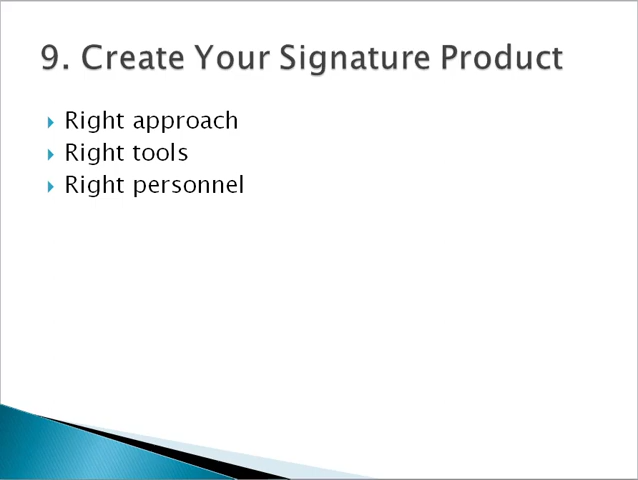 9. Create Your Signature Product
Right approach
Right tools
Right personnel